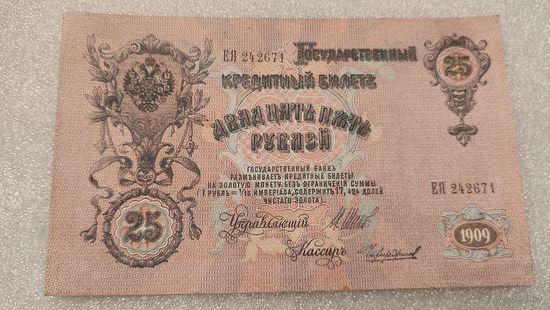 ЕЯ 242671 Государственный
25
кредитный билетъ
Двадцать пять
рублей
Государственный банкъ
размѣниваетъ кредитные билеты
на золотую монету безъ ограниченія суммы
(1 рубль = 1/15 имперіала, содержитъ 17,424 долей
чистаго золота)
ЕЯ 242671
Управляющій
25
Кассиръ
1909